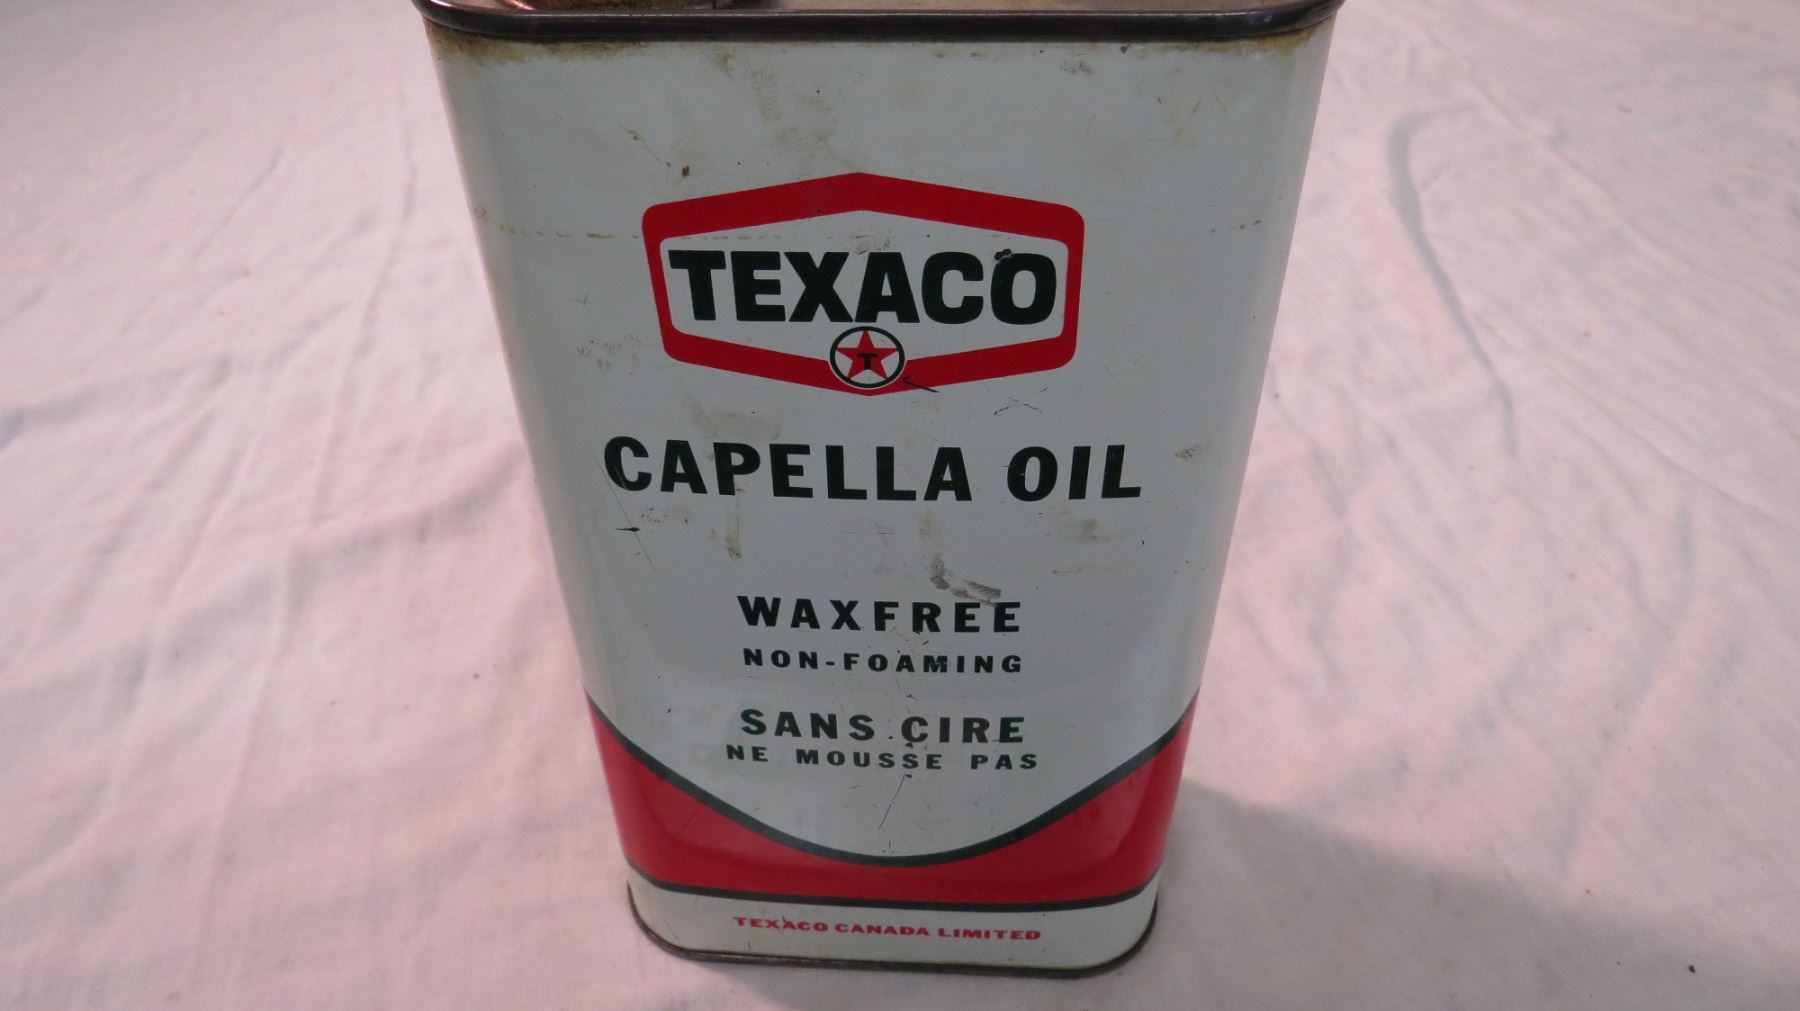 TEXACO
T
CAPELLA OIL
WAXFREE
NON-FOAMING
SANS CIRE
NE MOUSSE PAS
TEXACO CANADA LIMITED